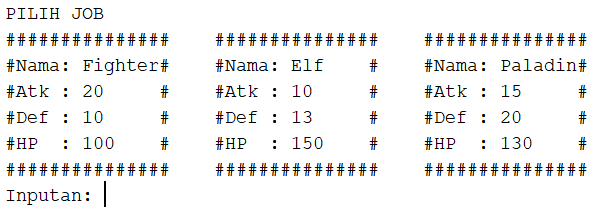 PILIH JOB
###############    ###############    ###############
#Nama: Fighter#    #Nama: Elf    #    #Nama: Paladin#
#Atk : 20     #    #Atk : 10     #    #Atk : 15     #
#Def : 10     #    #Def : 13     #    #Def : 20     #
#HP  : 100    #    #HP  : 150    #    #HP  : 130    #
###############    ###############    ###############
Inputan: